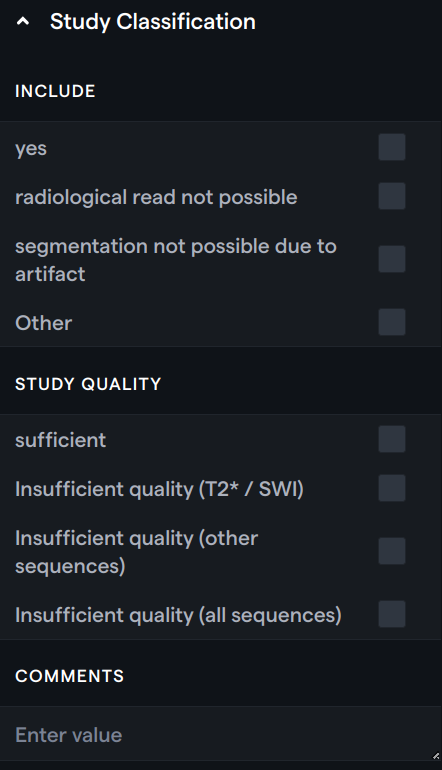 Study Classification
INCLUDE
yes
radiological read not possible
segmentation not possible due to
artifact
Other
STUDY QUALITY
sufficient
Insufficient quality (T2* / SWI)
Insufficient quality (other
sequences)
Insufficient quality (all sequences)
COMMENTS
Enter value